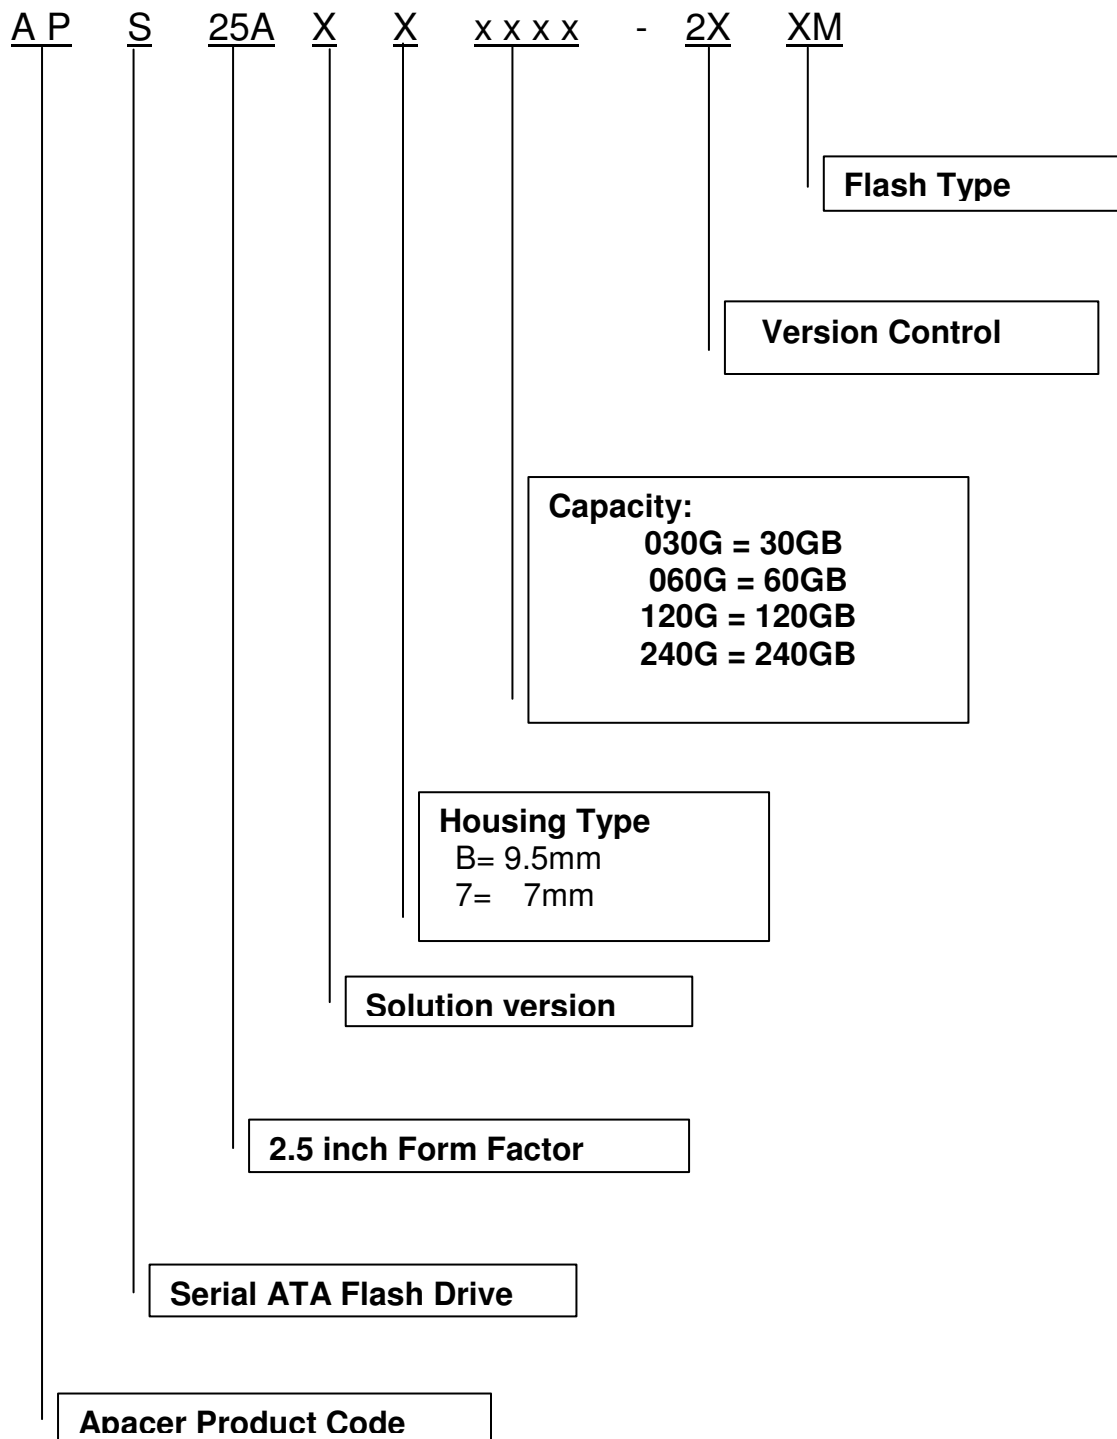 A P S 25A X X x x x x - 2X XM
Flash Type
Version Control
Capacity:
030G = 30GB
060G = 60GB
120G = 120GB
240G = 240GB
Housing Type
B= 9.5mm
7= 7mm
Solution version
2.5 inch Form Factor
Serial ATA Flash Drive
Apacer Product Code